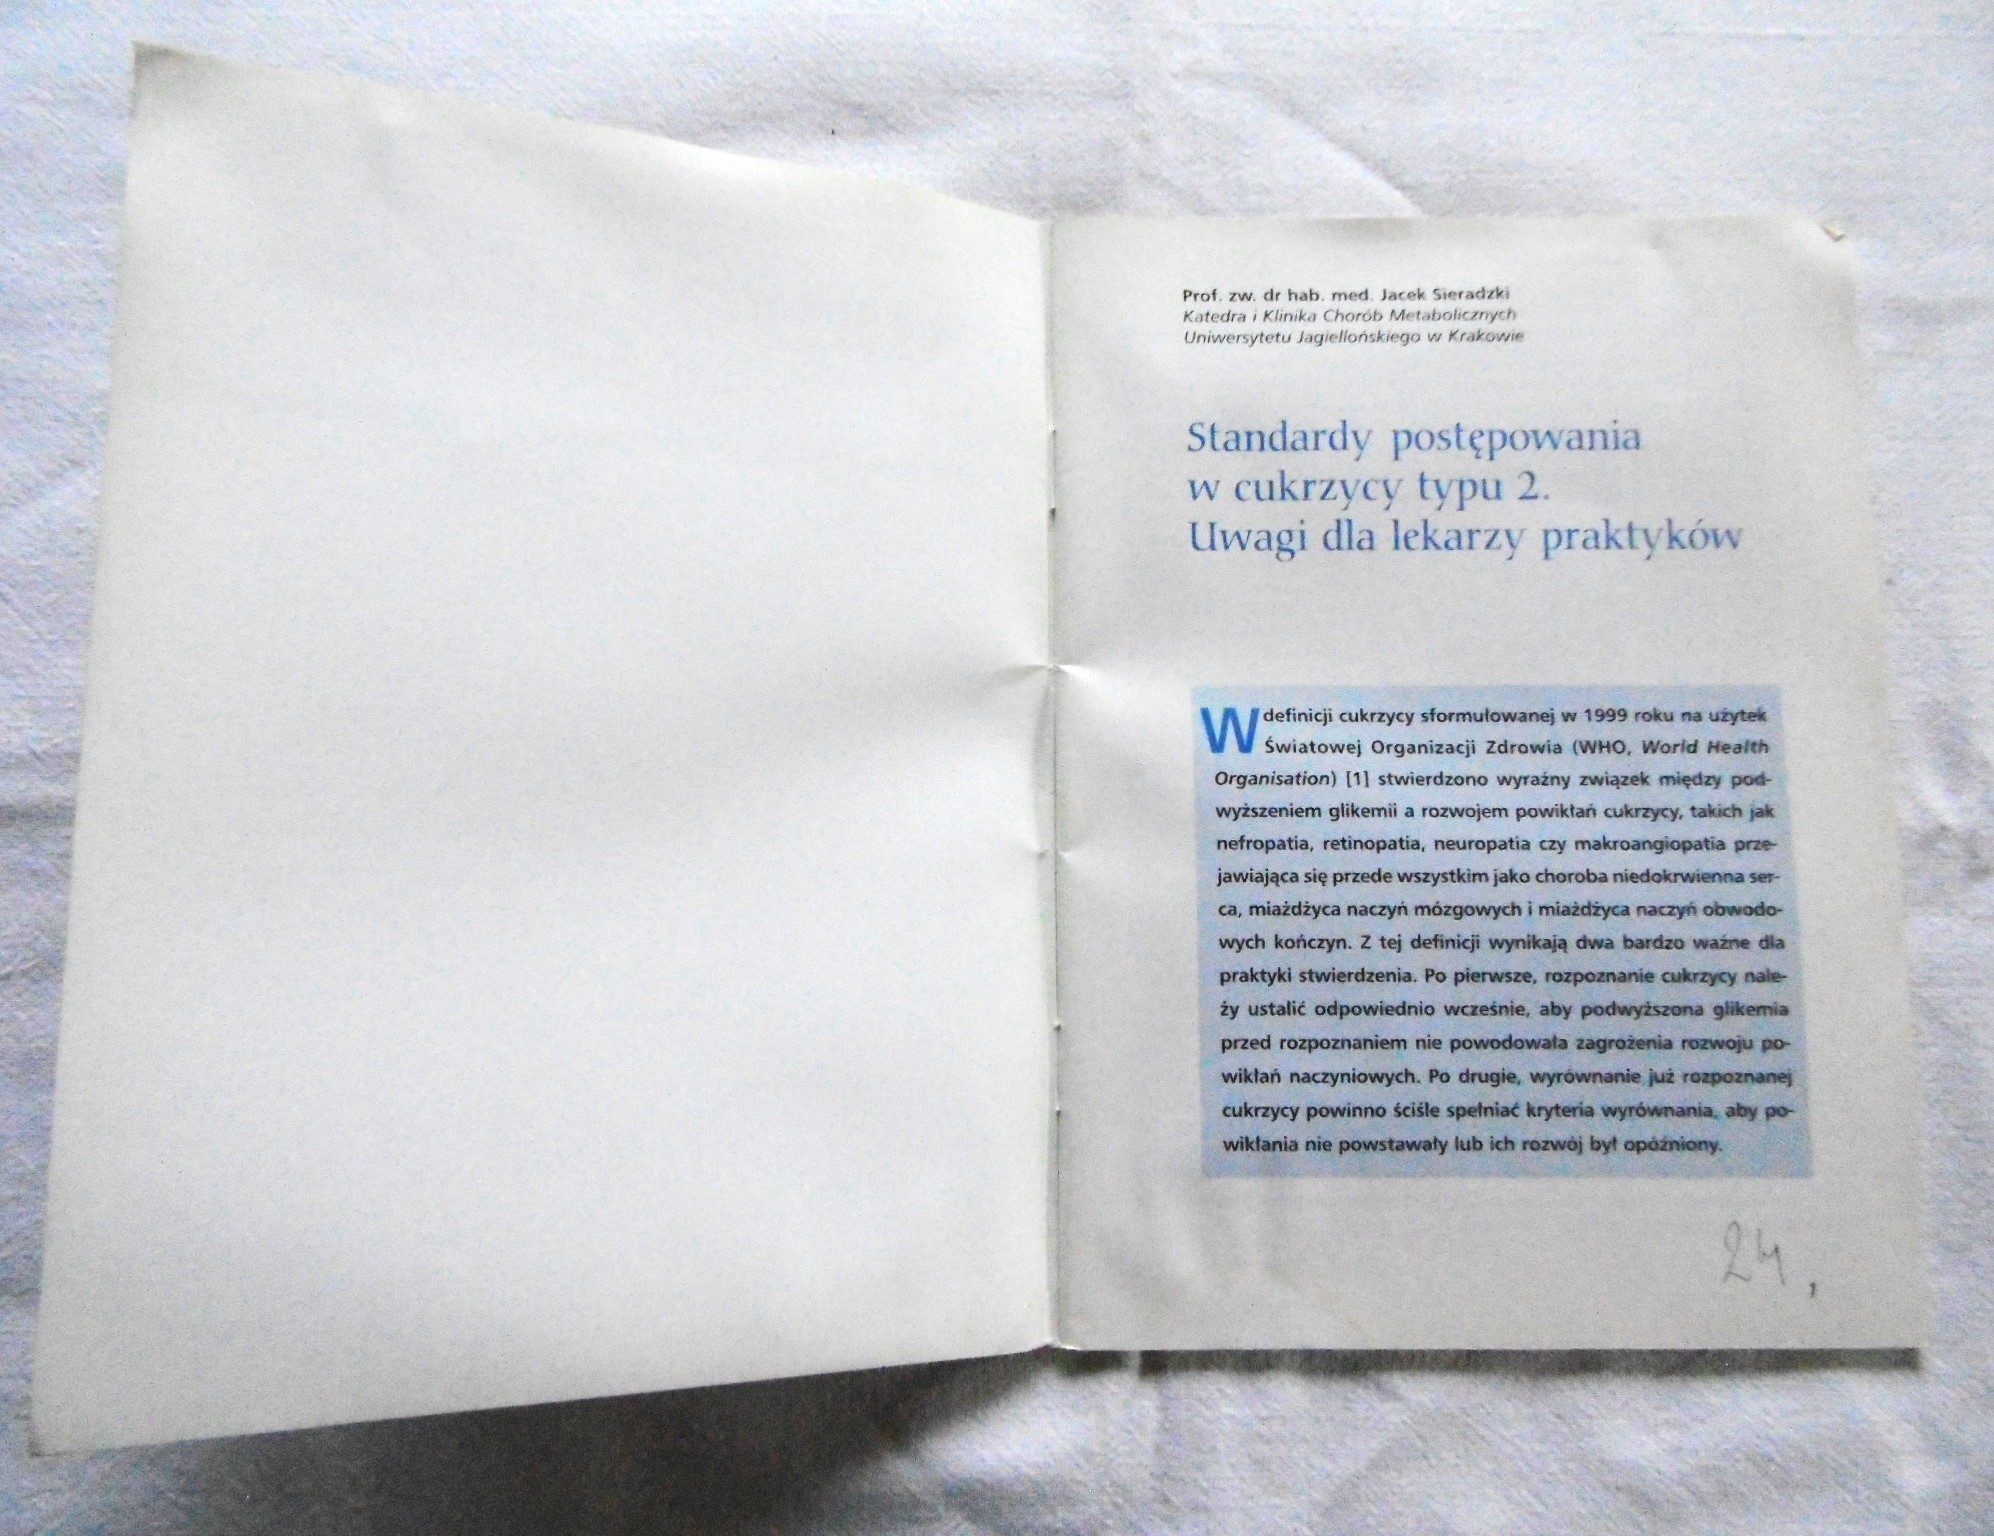 Prof. zw. dr hab. med. Jacek Sieradzki
Katedra i Klinika Chorób Metabolicznych
Uniwersytetu Jagiellońskiego w Krakowie
Standardy postępowania
w cukrzycy typu 2.
Uwagi dla lekarzy praktyków
W definicji cukrzycy sformułowanej w 1999 roku na użytek
Światowej Organizacji Zdrowia (WHO, World Health
Organisation) [1] stwierdzono wyraźny związek między pod-
wyższeniem glikemii a rozwojem powikłań cukrzycy, takich jak
nefropatia, retinopatia, neuropatia czy makroangiopatia prze-
jawiająca się przede wszystkim jako choroba niedokrwienna ser-
ca, miażdżyca naczyń mózgowych i miażdżyca naczyń obwodo-
wych kończyn. Z tej definicji wynikają dwa bardzo ważne dla
praktyki stwierdzenia. Po pierwsze, rozpoznanie cukrzycy nale-
ży ustalić odpowiednio wcześnie, aby podwyższona glikemia
przed rozpoznaniem nie powodowała zagrożenia rozwoju po-
wikłań naczyniowych. Po drugie, wyrównanie już rozpoznanej
cukrzycy powinno ściśle spełniać kryteria wyrównania, aby po-
wikłania nie powstawały lub ich rozwój był opóźniony.
24
1